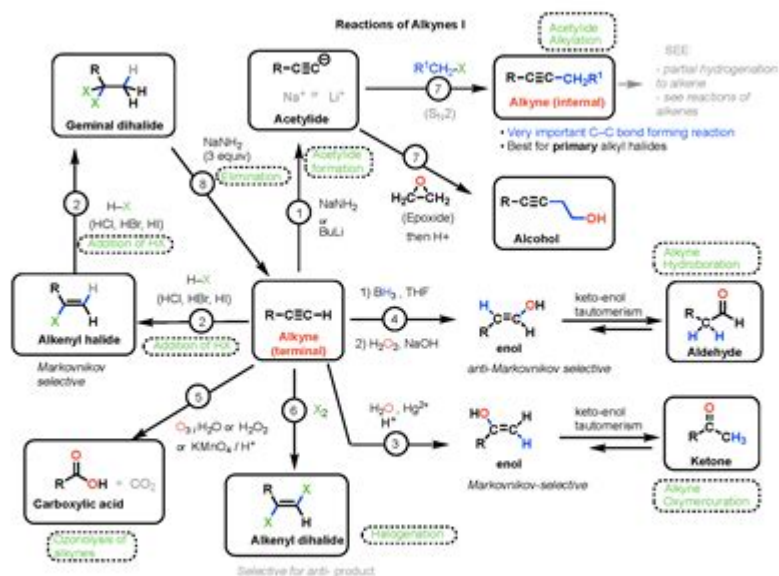 Reactions of Alkynes I
Acetylide
Alkylation
SEE
- partial hydrogenation
to alkene
- see reactions of
alkenes
R
H
X
X
H
H
Geminal dihalide
R-C≡C⊖
Na⁺ or Li⁺
Acetylide
R¹CH₂-X
7
(Sₙ2)
R-C≡C-CH₂R¹
Alkyne (internal)
• Very important C–C bond forming reaction
• Best for primary alkyl halides
NaNH₂
(3 equiv)
8
Elimination
Acetylide
formation
7
O
H₂C-CH₂
(Epoxide)
then H+
R-C≡C
OH
Alcohol
2
H-X
(HCl, HBr, HI)
Addition of HX
1
NaNH₂
or
BuLi
Alkyne
Hydroboration
R
H
X
H
Alkenyl halide
Markovnikov
selective
H-X
(HCl, HBr, HI)
2
Addition of HX
R-C≡C-H
Alkyne
(terminal)
1) BH₃ , THF
4
2) H₂O₂, NaOH
H
OH
R
H
enol
anti-Markovnikov selective
keto-enol
tautomerism
O
R
C
H
H
H
Aldehyde
5
O₃, H₂O or H₂O₂
or KMnO₄ / H⁺
6
X₂
H₂O , Hg²⁺
H⁺
3
HO
H
R
H
enol
Markovnikov-selective
keto-enol
tautomerism
O
R
CH₃
Ketone
O
R
OH
+ CO₂
Carboxylic acid
Ozonolysis of
alkynes
R
X
X
H
Alkenyl dihalide
Selective for anti- product
Halogenation
Alkyne
Oxymercuration